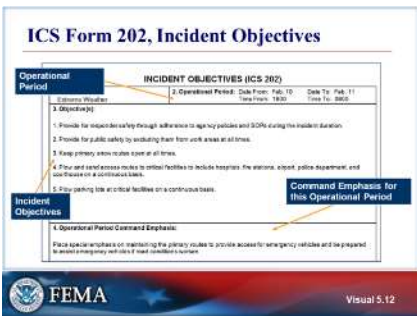 ICS Form 202, Incident Objectives
Operational
Period
INCIDENT OBJECTIVES (ICS 202)
Extreme Weather
2. Operational Period: Date From: Feb. 10 Date To: Feb. 11
Time From: 1800 Time To: 0600
3. Objective(s):
1. Provide for responder safety through adherence to agency policies and SOPs during the incident duration.
2. Provide for public safety by excluding them from work areas at all times.
3. Keep primary snow routes open at all times.
4. Plow and sand access routes to critical facilities to include hospitals, fire stations, airport, police department, and
courthouse on a continuous basis.
5. Plow parking lots at critical facilities on a continuous basis.
Command Emphasis for
this Operational Period
Incident
Objectives
4. Operational Period Command Emphasis:
Place special emphasis on maintaining the primary routes to provide access for emergency vehicles and be prepared
to assist emergency vehicles if road conditions worsen.
FEMA
Visual 5.12